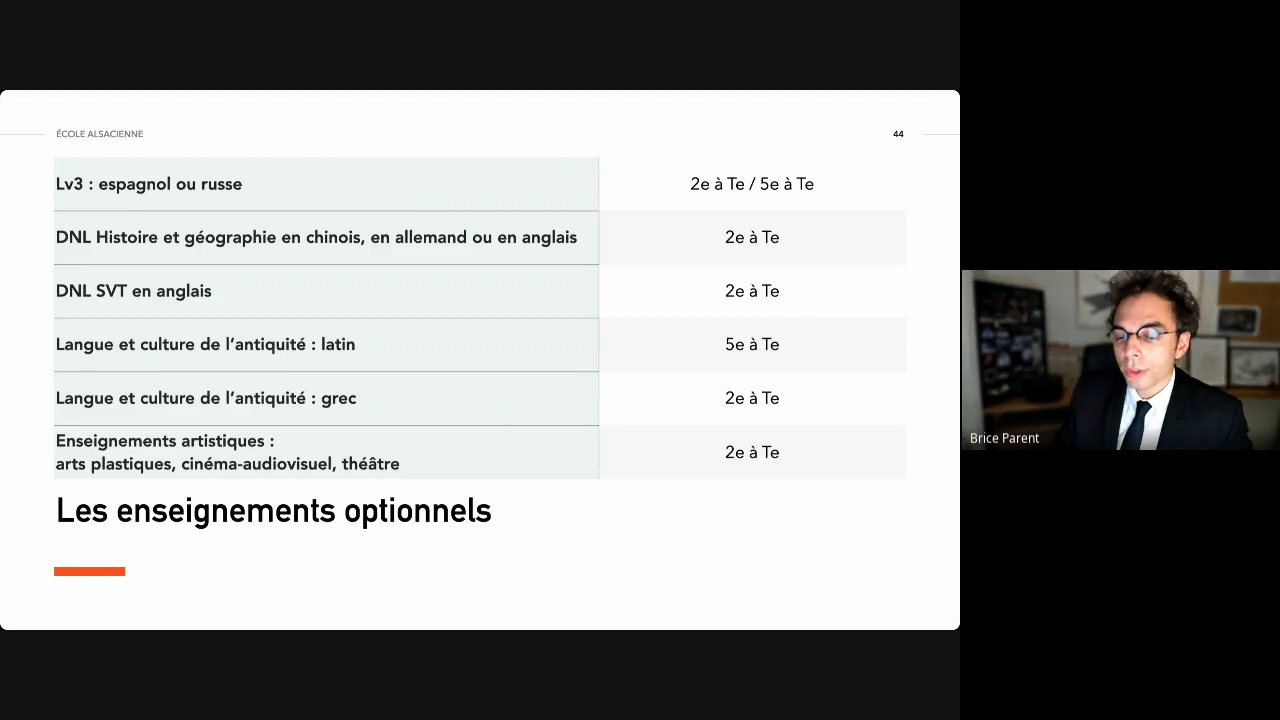 ÉCOLE ALSACIENNE
44
Lv3 : espagnol ou russe
2e à Te / 5e à Te
DNL Histoire et géographie en chinois, en allemand ou en anglais
2e à Te
DNL SVT en anglais
2e à Te
Langue et culture de l’antiquité : latin
5e à Te
Langue et culture de l’antiquité : grec
2e à Te
Enseignements artistiques :
arts plastiques, cinéma-audiovisuel, théâtre
2e à Te
Les enseignements optionnels
Brice Parent